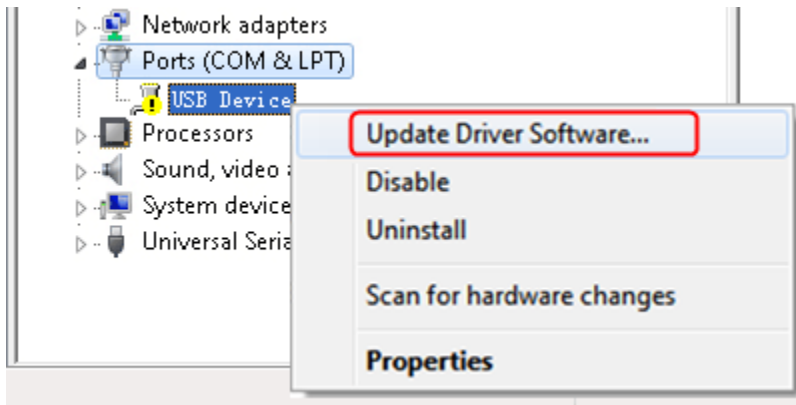 Network adapters
Ports (COM & LPT)
USB Device
Processors
Sound, video
System device
Universal Seria
Update Driver Software...
Disable
Uninstall
Scan for hardware changes
Properties